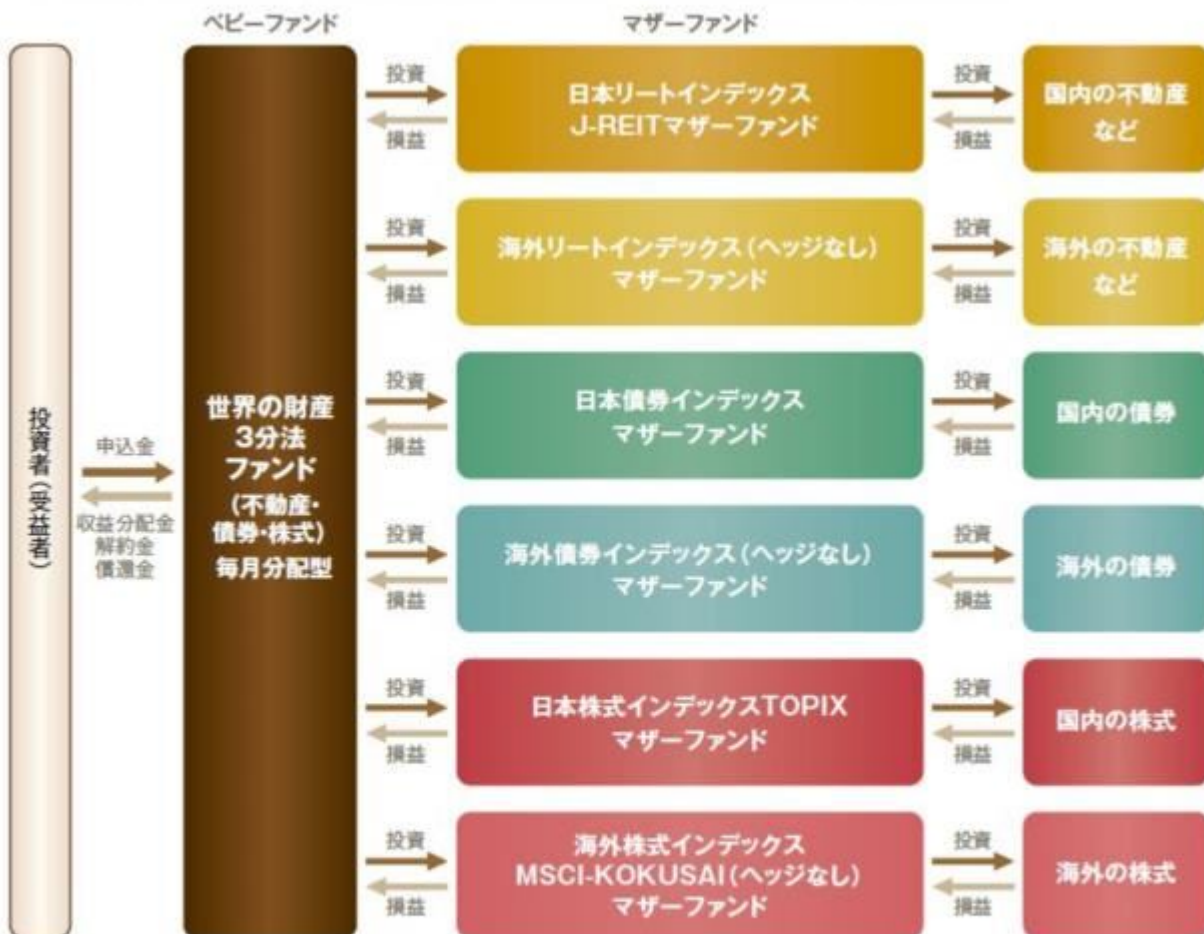 ベビーファンド
マザーファンド
投資者(受益者)
申込金
収益分配金
解約金
償還金
世界の財産
3分法
ファンド
(不動産・
債券・株式)
毎月分配型
投資
損益
日本リートインデックス
J-REITマザーファンド
投資
損益
国内の不動産
など
投資
損益
海外リートインデックス(ヘッジなし)
マザーファンド
投資
損益
海外の不動産
など
投資
損益
日本債券インデックス
マザーファンド
投資
損益
国内の債券
投資
損益
海外債券インデックス(ヘッジなし)
マザーファンド
投資
損益
海外の債券
投資
損益
日本株式インデックスTOPIX
マザーファンド
投資
損益
国内の株式
投資
損益
海外株式インデックス
MSCI-KOKUSAI(ヘッジなし)
マザーファンド
投資
損益
海外の株式